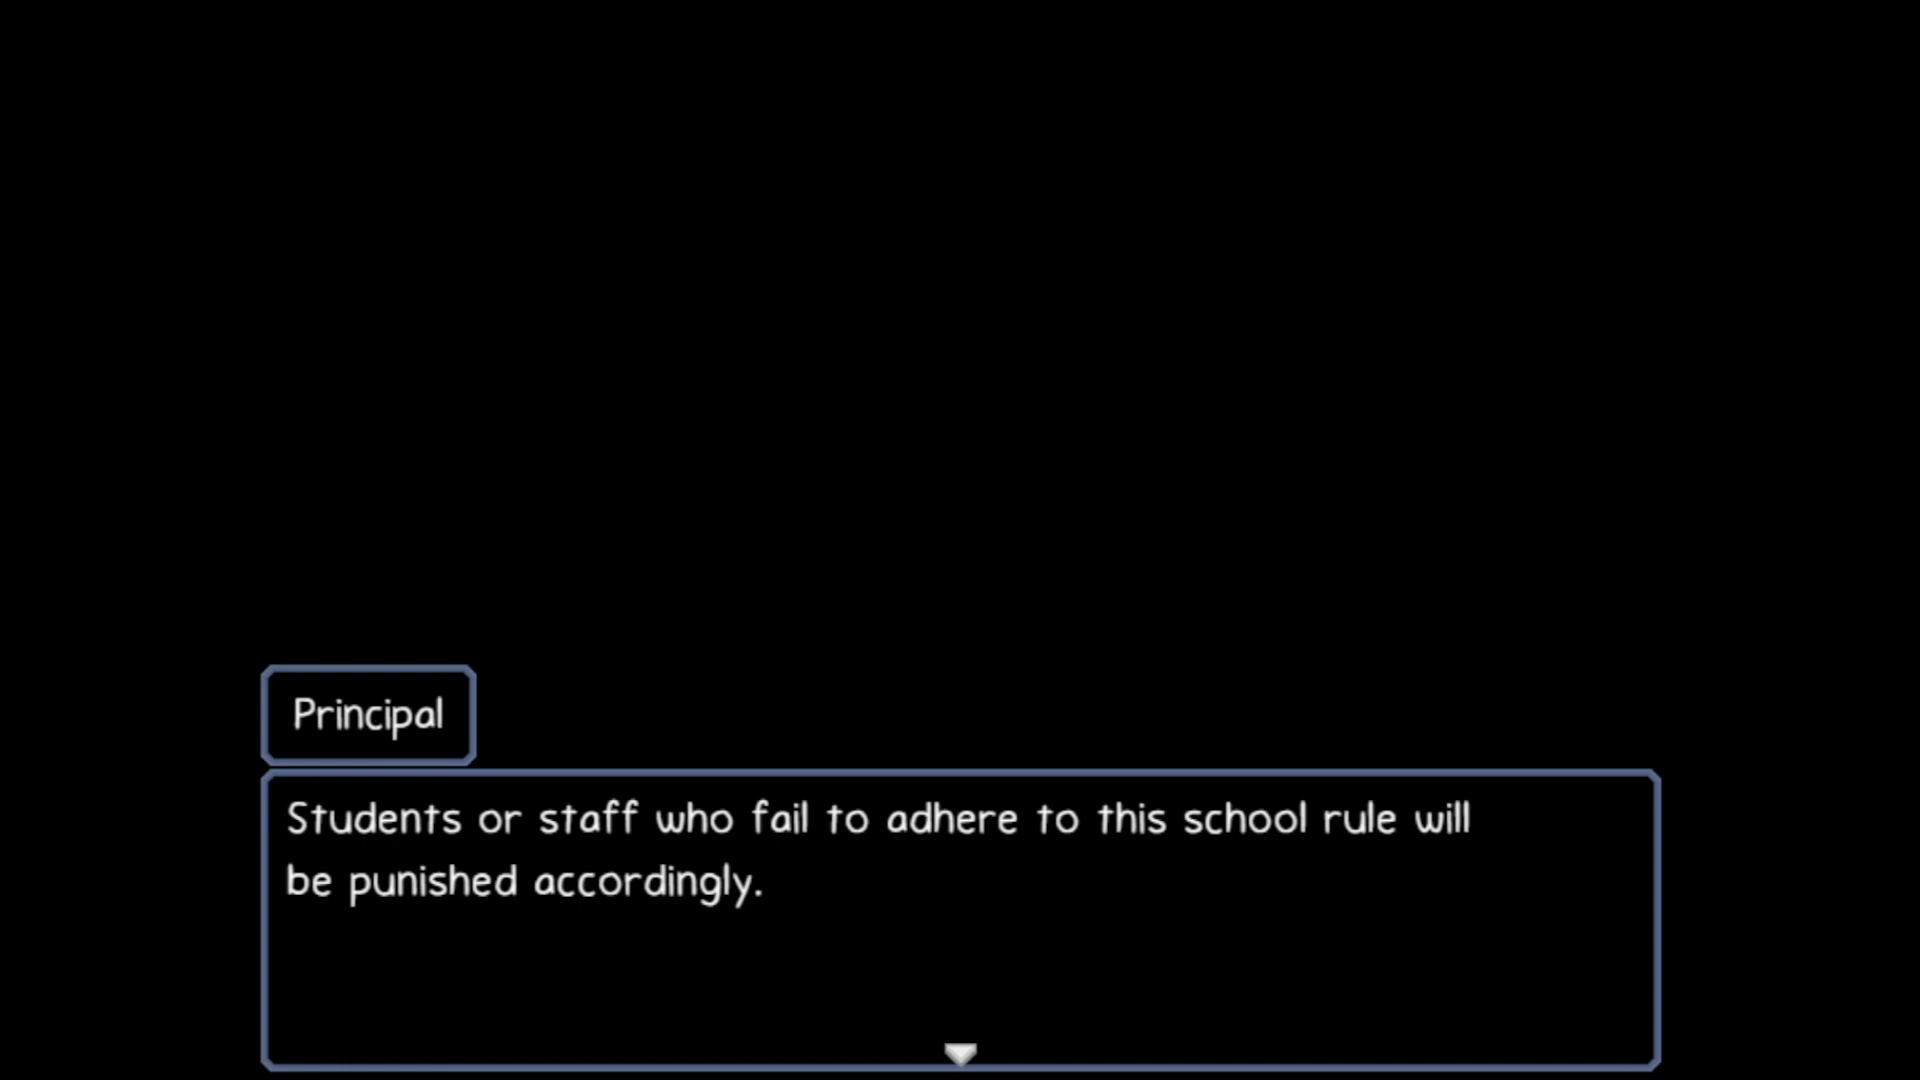 Principal
Students or staff who fail to adhere to this school rule will
be punished accordingly.